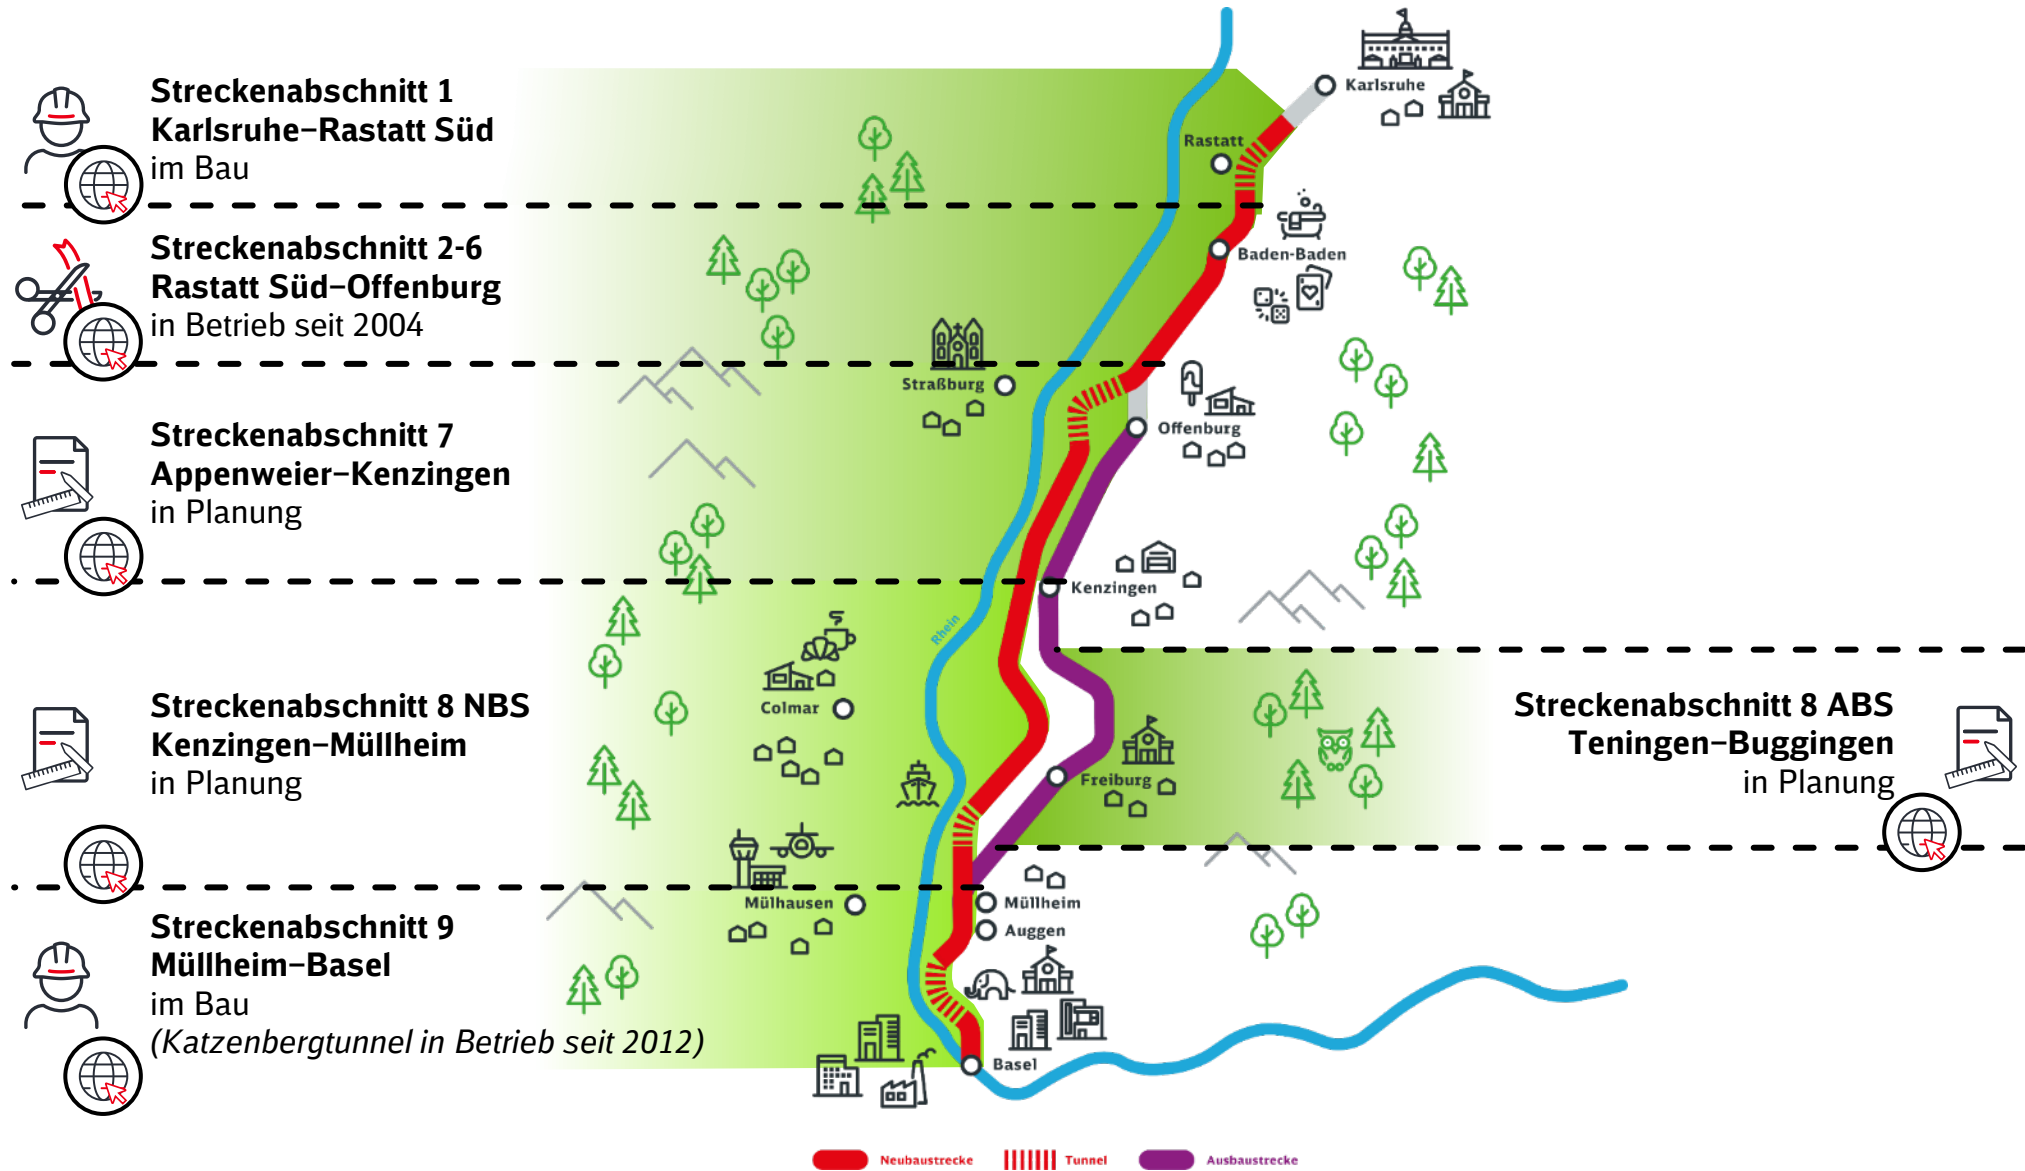 Streckenabschnitt 1
Karlsruhe–Rastatt Süd
im Bau
Streckenabschnitt 2-6
Rastatt Süd–Offenburg
in Betrieb seit 2004
Streckenabschnitt 7
Appenweier–Kenzingen
in Planung
Streckenabschnitt 8 NBS
Kenzingen–Müllheim
in Planung
Streckenabschnitt 9
Müllheim–Basel
im Bau
(Katzenbergtunnel in Betrieb seit 2012)
Karlsruhe
Rastatt
Baden-Baden
Straßburg
Offenburg
Kenzingen
Rhein
Colmar
Freiburg
Mülhausen
Müllheim
Auggen
Basel
Streckenabschnitt 8 ABS
Teningen–Buggingen
in Planung
Neubaustrecke
Tunnel
Ausbaustrecke